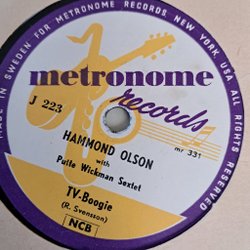 MADE IN SWEDEN FOR METRONOME RECORDS NEW YORK, USA ALL RIGHTS
RESERVED
metronome
records
J 223
HAMMOND OLSON
mr 331
with
Putte Wickman Sextet
TV-Boogie
(R. Svensson)
NCB